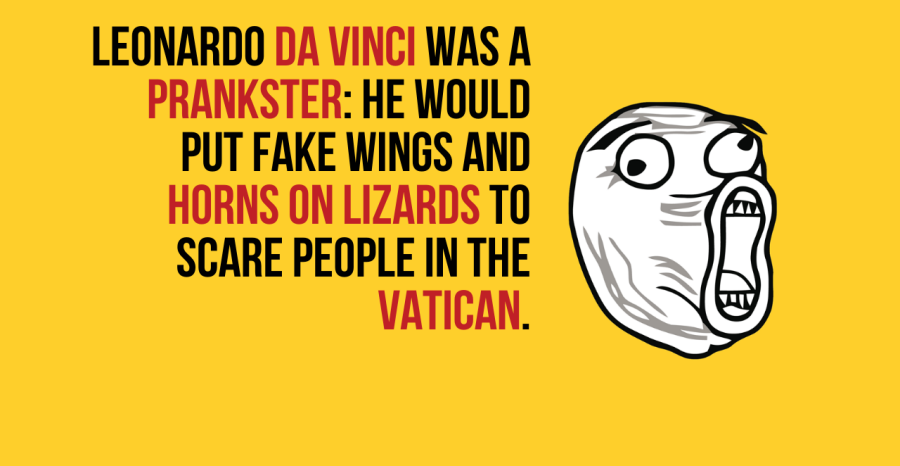 LEONARDO DA VINCI WAS A
PRANKSTER: HE WOULD
PUT FAKE WINGS AND
HORNS ON LIZARDS TO
SCARE PEOPLE IN THE
VATICAN.